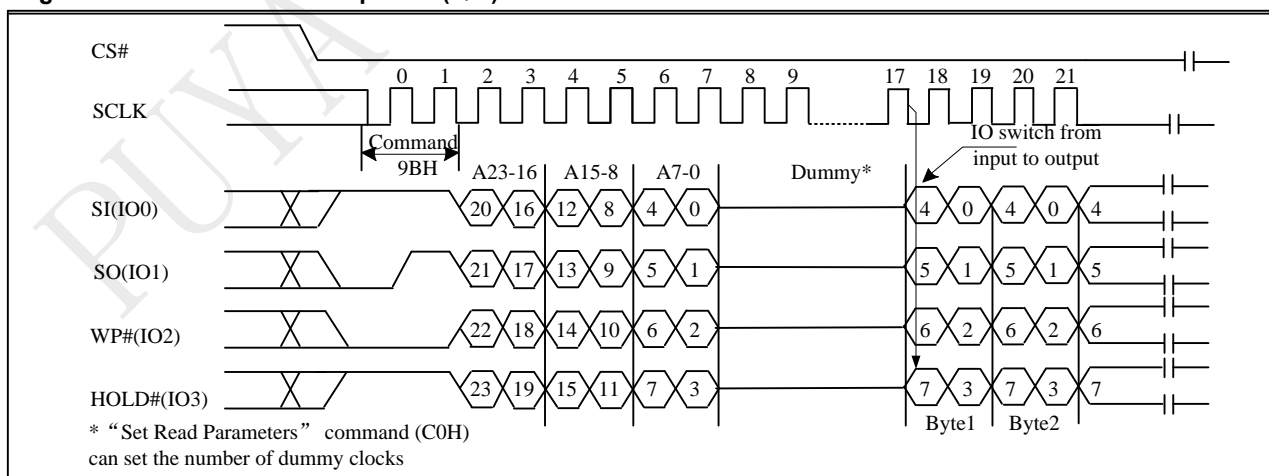 CS#
0 1 2 3 4 5 6 7 8 9 17 18 19 20 21
SCLK
Command
9BH
IO switch from
input to output
A23-16 A15-8 A7-0 Dummy*
SI(IO0) 20 16 12 8 4 0 4 0 4 0 4
SO(IO1) 21 17 13 9 5 1 5 1 5 1 5
WP#(IO2) 22 18 14 10 6 2 6 2 6 2 6
HOLD#(IO3) 23 19 15 11 7 3 7 3 7 3 7
Byte1 Byte2
* “Set Read Parameters” command (C0H)
can set the number of dummy clocks
PUYA